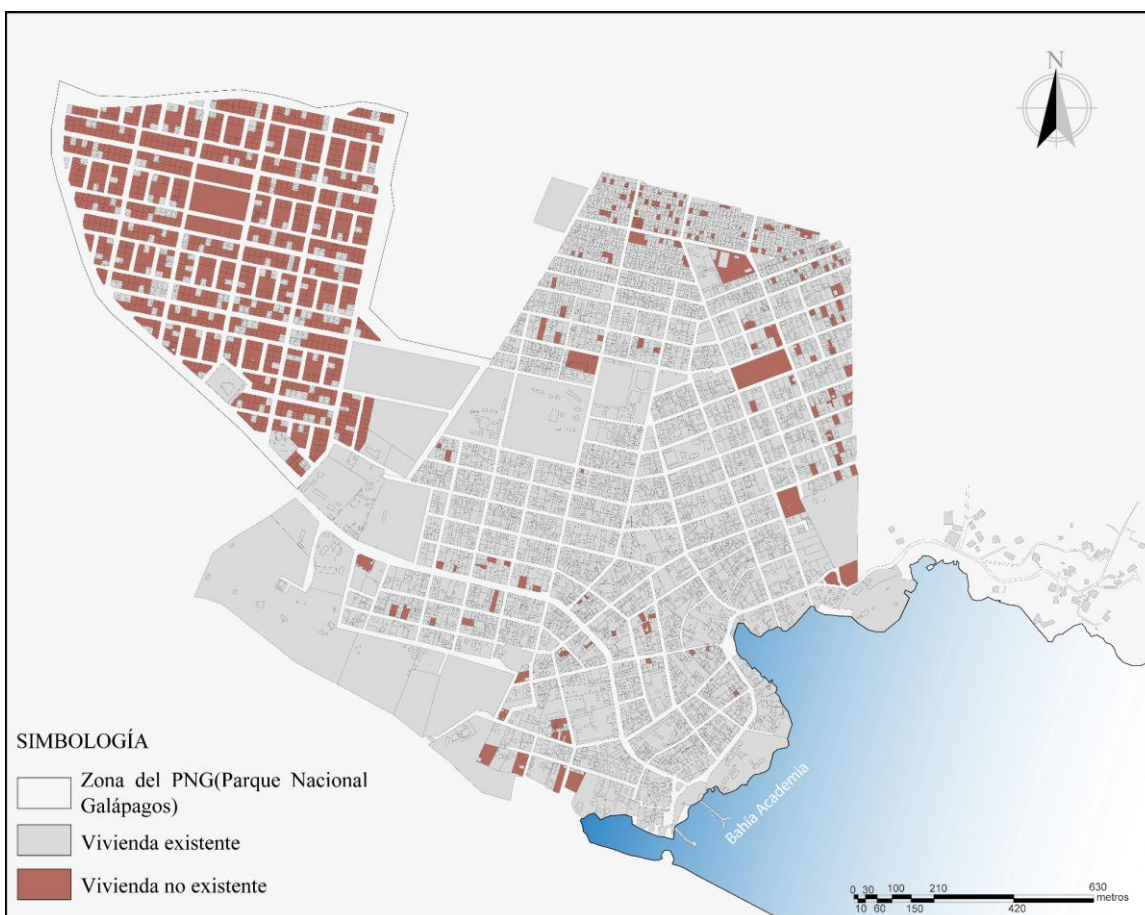 N
SIMBOLOGÍA
Zona del PNG(Parque Nacional
Galápagos)
Vivienda existente
Vivienda no existente
Bahía Academia
0 30 100 210 630
metros
10 60 150 420